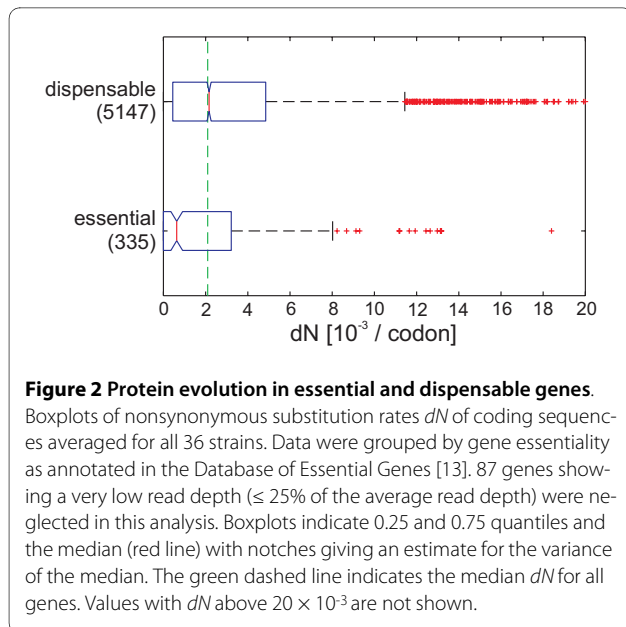 dispensable
(5147)
essential
(335)
0 2 4 6 8 10 12 14 16 18 20
dN [10⁻³ / codon]
Figure 2 Protein evolution in essential and dispensable genes.
Boxplots of nonsynonymous substitution rates dN of coding sequenc-
es averaged for all 36 strains. Data were grouped by gene essentiality
as annotated in the Database of Essential Genes [13]. 87 genes show-
ing a very low read depth (≤ 25% of the average read depth) were ne-
glected in this analysis. Boxplots indicate 0.25 and 0.75 quantiles and
the median (red line) with notches giving an estimate for the variance
of the median. The green dashed line indicates the median dN for all
genes. Values with dN above 20 × 10⁻³ are not shown.